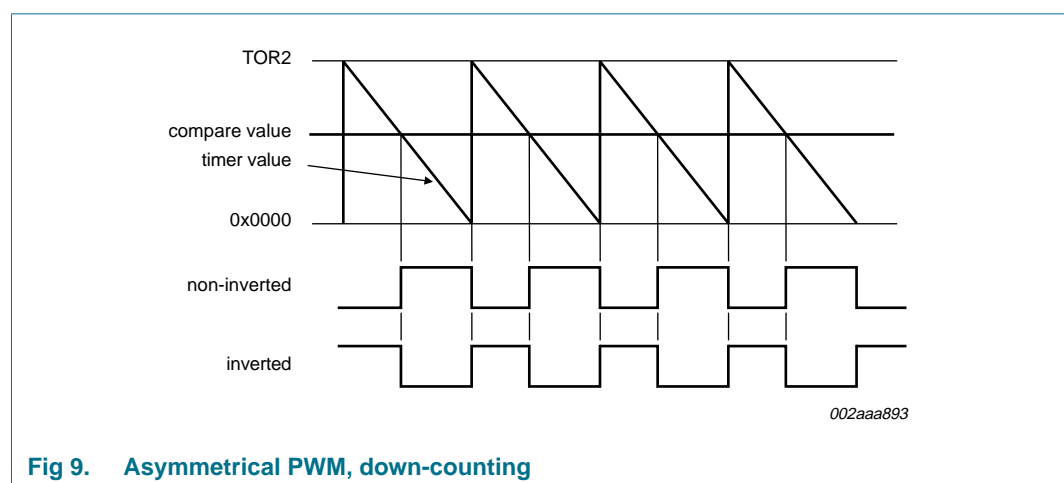 TOR2
compare value
timer value
0x0000
non-inverted
inverted
002aaa893
Fig 9. Asymmetrical PWM, down-counting